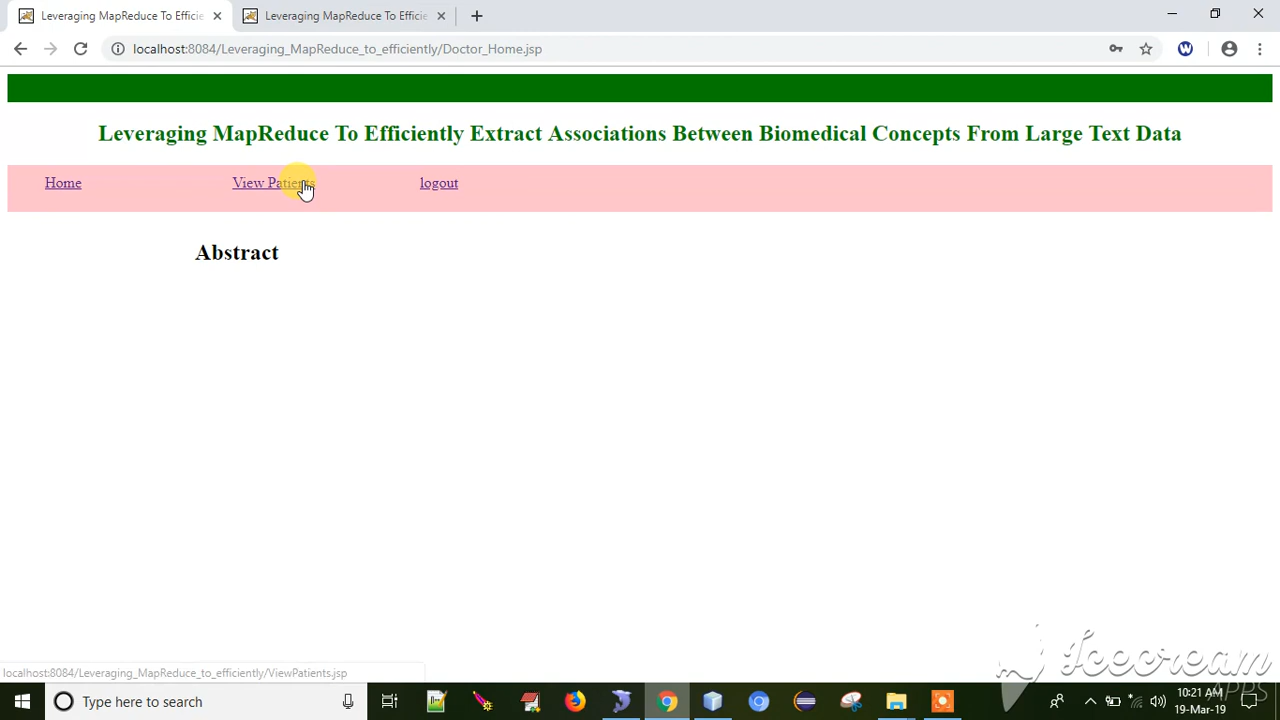 Leveraging MapReduce To Efficie
Leveraging MapReduce To Efficie
localhost:8084/Leveraging_MapReduce_to_efficiently/Doctor_Home.jsp
Leveraging MapReduce To Efficiently Extract Associations Between Biomedical Concepts From Large Text Data
Home
View Patients
logout
Abstract
localhost:8084/Leveraging_MapReduce_to_efficiently/ViewPatients.jsp
Icecream
APPS
Type here to search
10:21 AM
19-Mar-19